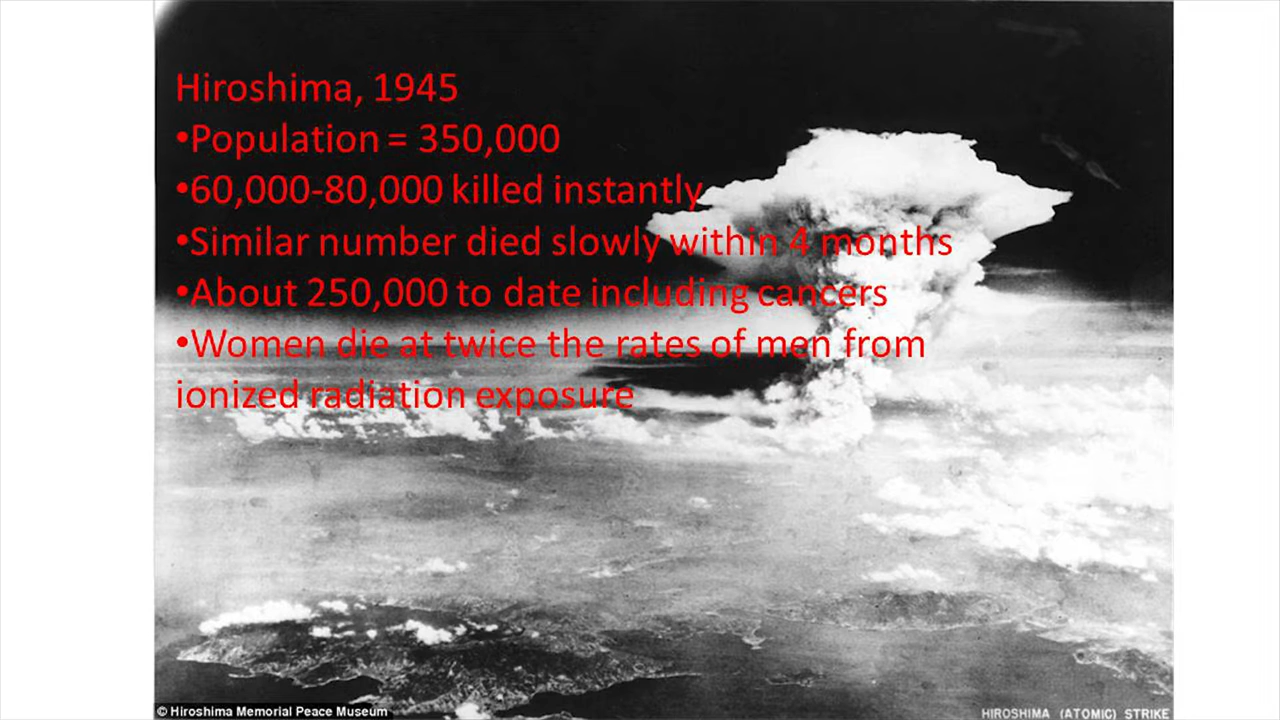 Hiroshima, 1945
•Population = 350,000
•60,000-80,000 killed instantly
•Similar number died slowly within 4 months
•About 250,000 to date including cancers
•Women die at twice the rates of men from
ionized radiation exposure
© Hiroshima Memorial Peace Museum
HIROSHIMA (ATOMIC) STRIKE